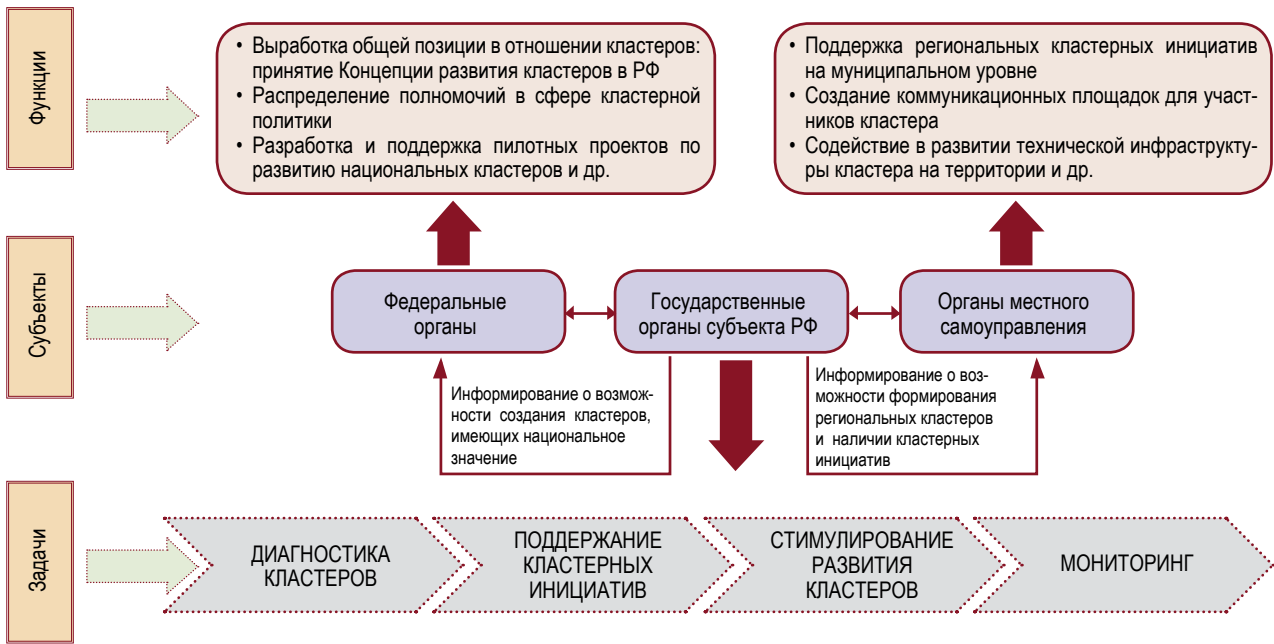 Функции
• Выработка общей позиции в отношении кластеров:
принятие Концепции развития кластеров в РФ
• Распределение полномочий в сфере кластерной
политики
• Разработка и поддержка пилотных проектов по
развитию национальных кластеров и др.
• Поддержка региональных кластерных инициатив
на муниципальном уровне
• Создание коммуникационных площадок для участ-
ников кластера
• Содействие в развитии технической инфраструкту-
ры кластера на территории и др.
Субъекты
Федеральные
органы
Государственные
органы субъекта РФ
Органы местного
самоуправления
Информирование о возмож-
ности создания кластеров,
имеющих национальное
значение
Информирование о воз-
можности формирования
региональных кластеров
и наличии кластерных
инициатив
Задачи
ДИАГНОСТИКА
КЛАСТЕРОВ
ПОДДЕРЖАНИЕ
КЛАСТЕРНЫХ
ИНИЦИАТИВ
СТИМУЛИРОВАНИЕ
РАЗВИТИЯ
КЛАСТЕРОВ
МОНИТОРИНГ